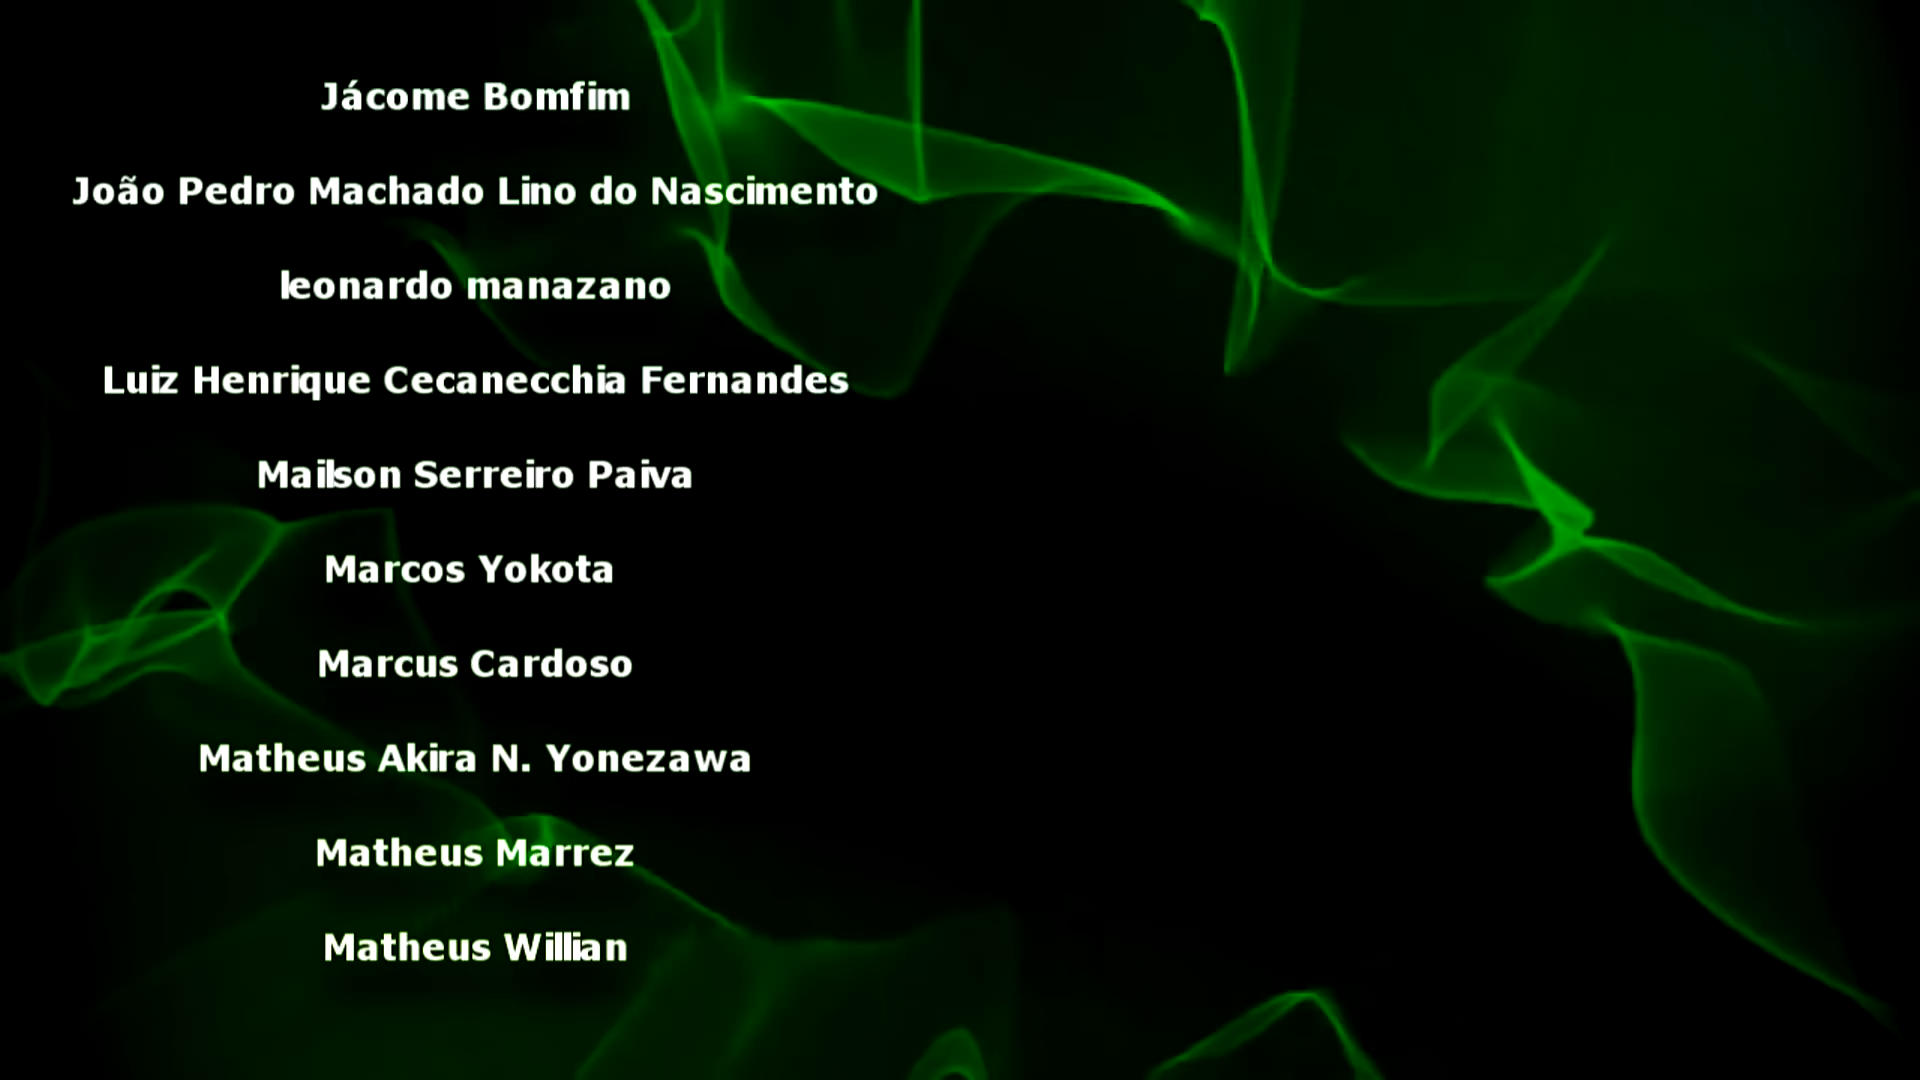 Jácome Bomfim
João Pedro Machado Lino do Nascimento
leonardo manazano
Luiz Henrique Cecanecchia Fernandes
Mailson Serreiro Paiva
Marcos Yokota
Marcus Cardoso
Matheus Akira N. Yonezawa
Matheus Marrez
Matheus Willian